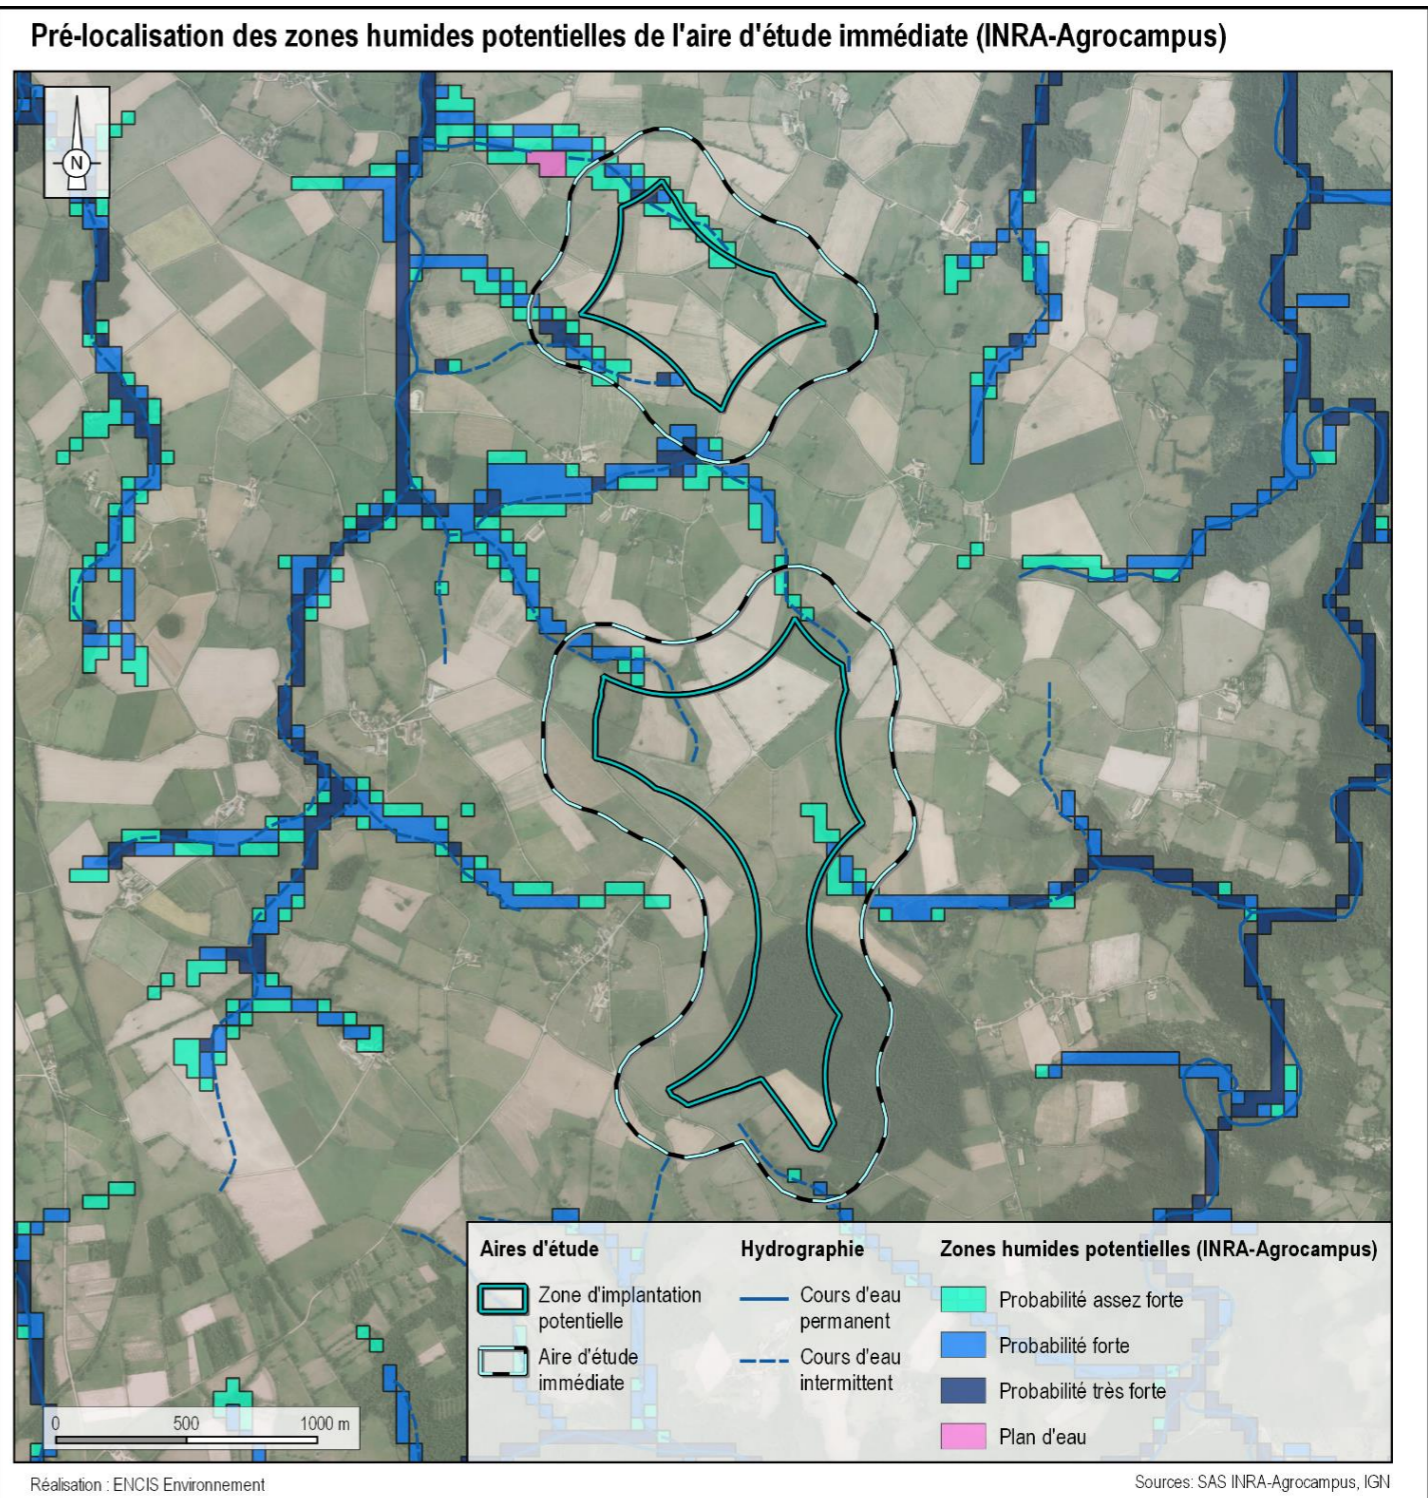 Pré-localisation des zones humides potentielles de l'aire d'étude immédiate (INRA-Agrocampus)
N
Aires d'étude
Zone d'implantation
potentielle
Aire d'étude
immédiate
Hydrographie
Cours d'eau
permanent
Cours d'eau
intermittent
Zones humides potentielles (INRA-Agrocampus)
Probabilité assez forte
Probabilité forte
Probabilité très forte
Plan d'eau
0 500 1000 m
Réalisation : ENCIS Environnement
Sources: SAS INRA-Agrocampus, IGN